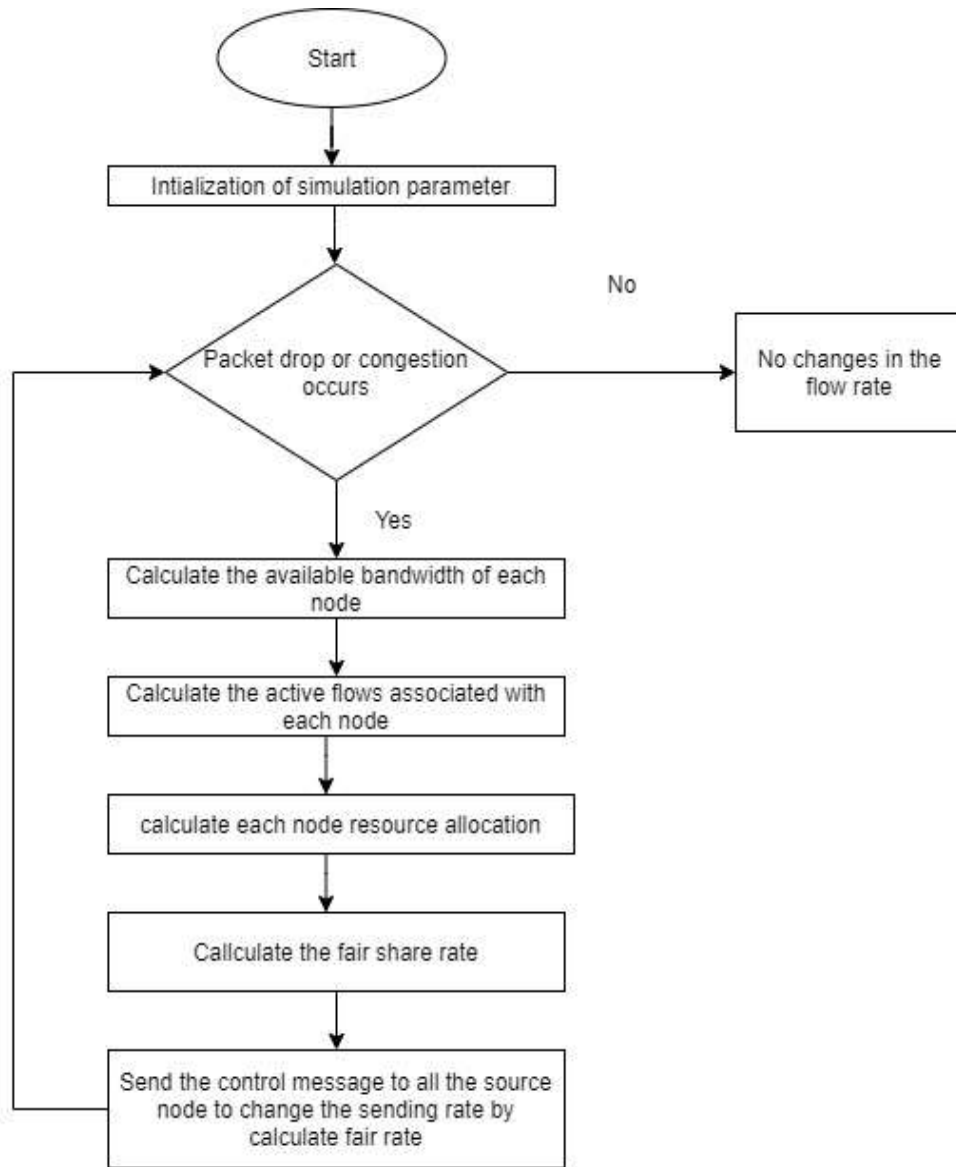 Start
Intialization of simulation parameter
No
Packet drop or congestion
occurs
No changes in the
flow rate
Yes
Calculate the available bandwidth of each
node
Calculate the active flows associated with
each node
calculate each node resource allocation
Callculate the fair share rate
Send the control message to all the source
node to change the sending rate by
calculate fair rate